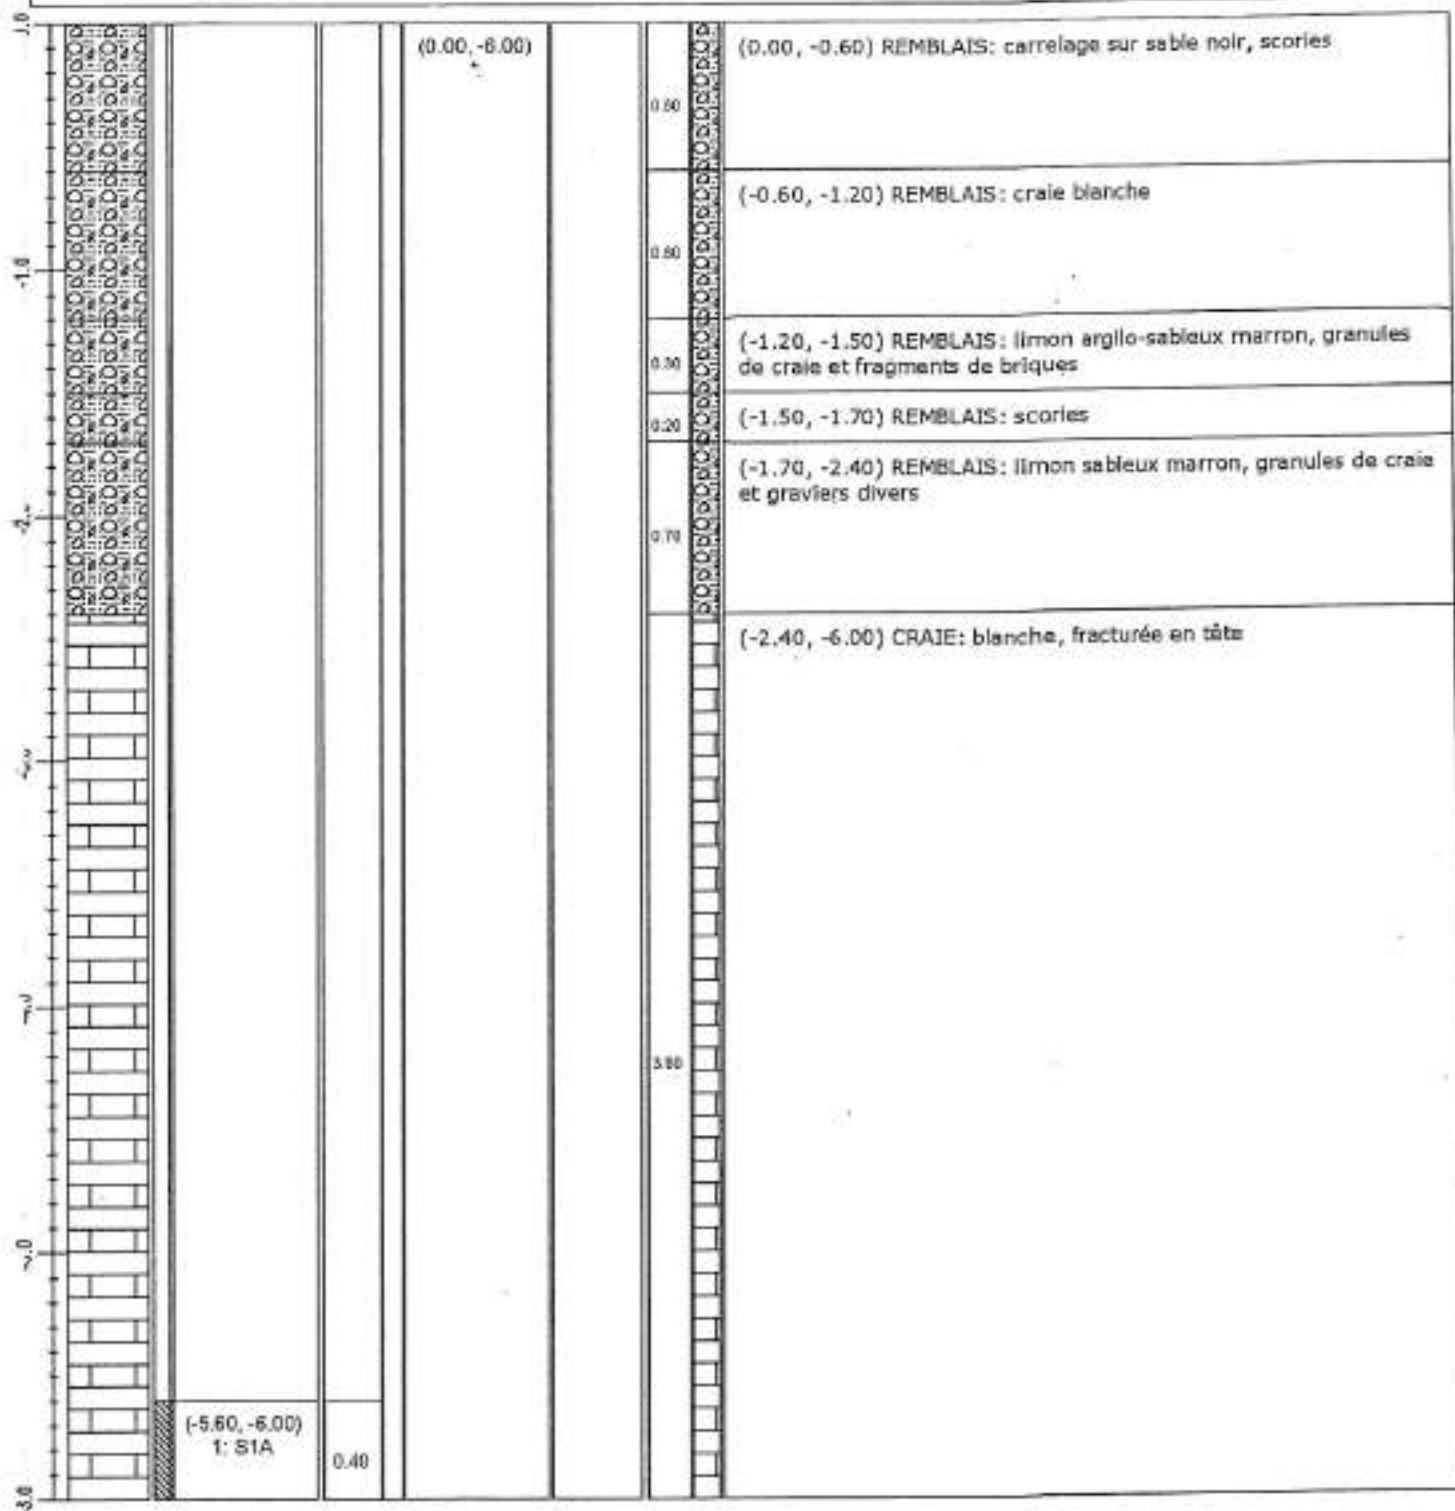 (0.00, -6.00)
(0.00, -0.60) REMBLAIS: carrelage sur sable noir, scories
0.60
(-0.60, -1.20) REMBLAIS: craie blanche
0.60
-1.0
(-1.20, -1.50) REMBLAIS: limon argilo-sableux marron, granules
de craie et fragments de briques
0.30
(-1.50, -1.70) REMBLAIS: scories
0.20
(-1.70, -2.40) REMBLAIS: limon sableux marron, granules de craie
et graviers divers
0.70
(-2.40, -6.00) CRAIE: blanche, fracturée en tête
3.60
(-5.60, -6.00)
1: S1A
0.40